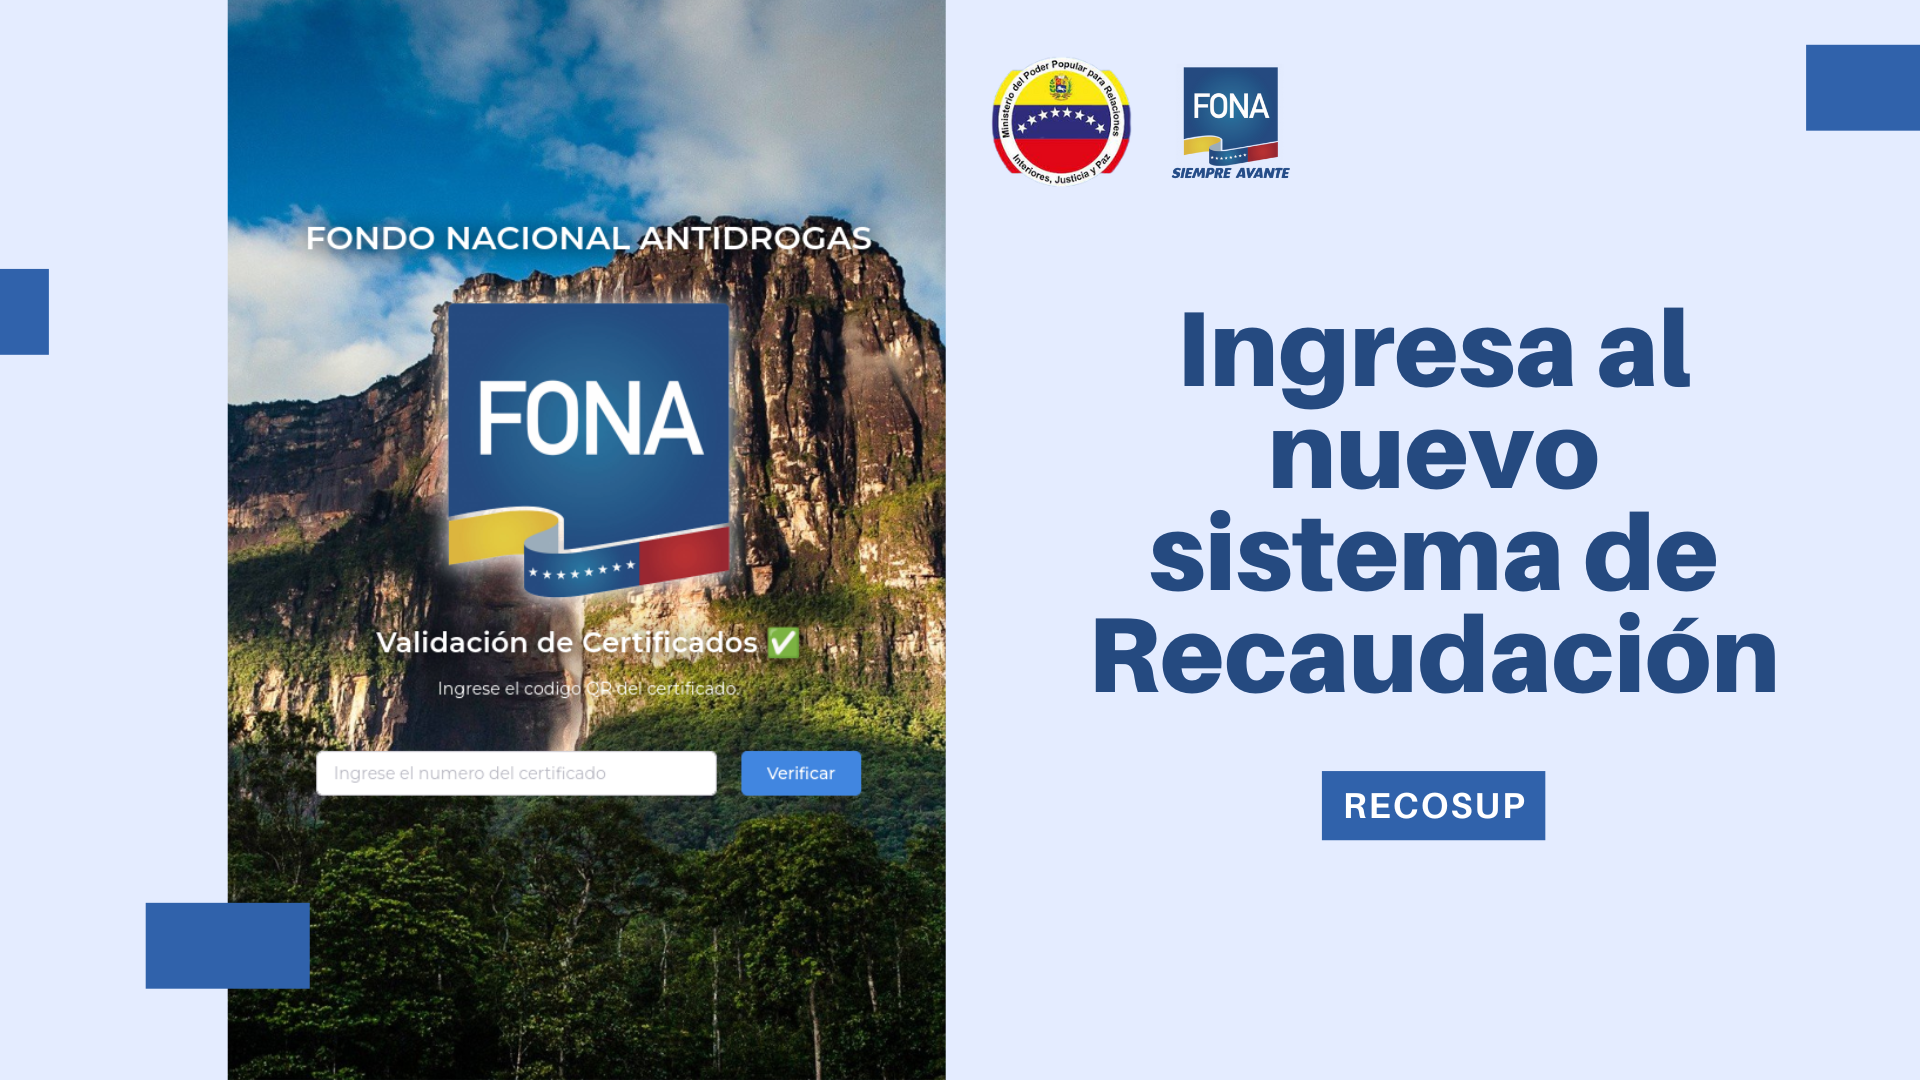 FONDO NACIONAL ANTIDROGAS
FONA
Validación de Certificados ✅
Ingrese el codigo QR del certificado.
Ingrese el numero del certificado
Verificar
Ministerio del Poder Popular para Relaciones
Interiores, Justicia y Paz
FONA
SIEMPRE AVANTE
Ingresa al
nuevo
sistema de
Recaudación
RECOSUP